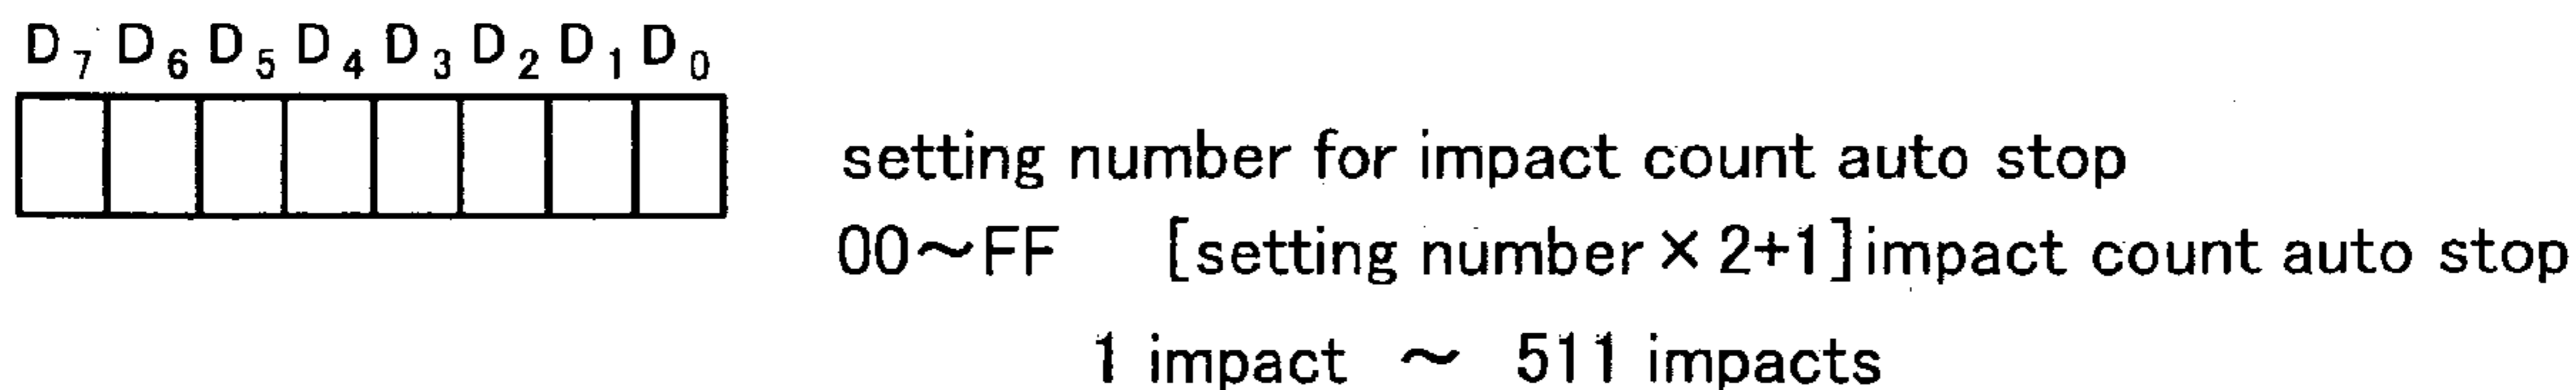 D₇ D₆ D₅ D₄ D₃ D₂ D₁ D₀
setting number for impact count auto stop
00～FF [setting number×2+1]impact count auto stop
1 impact ～ 511 impacts